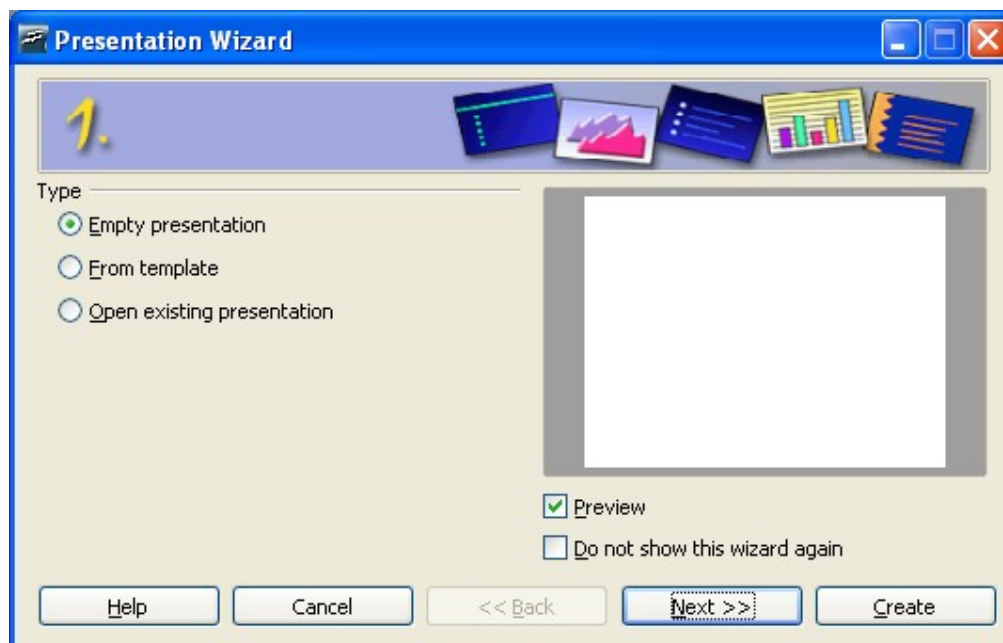 Presentation Wizard
1.
Type
Empty presentation
From template
Open existing presentation
Preview
Do not show this wizard again
Help Cancel << Back Next >> Create